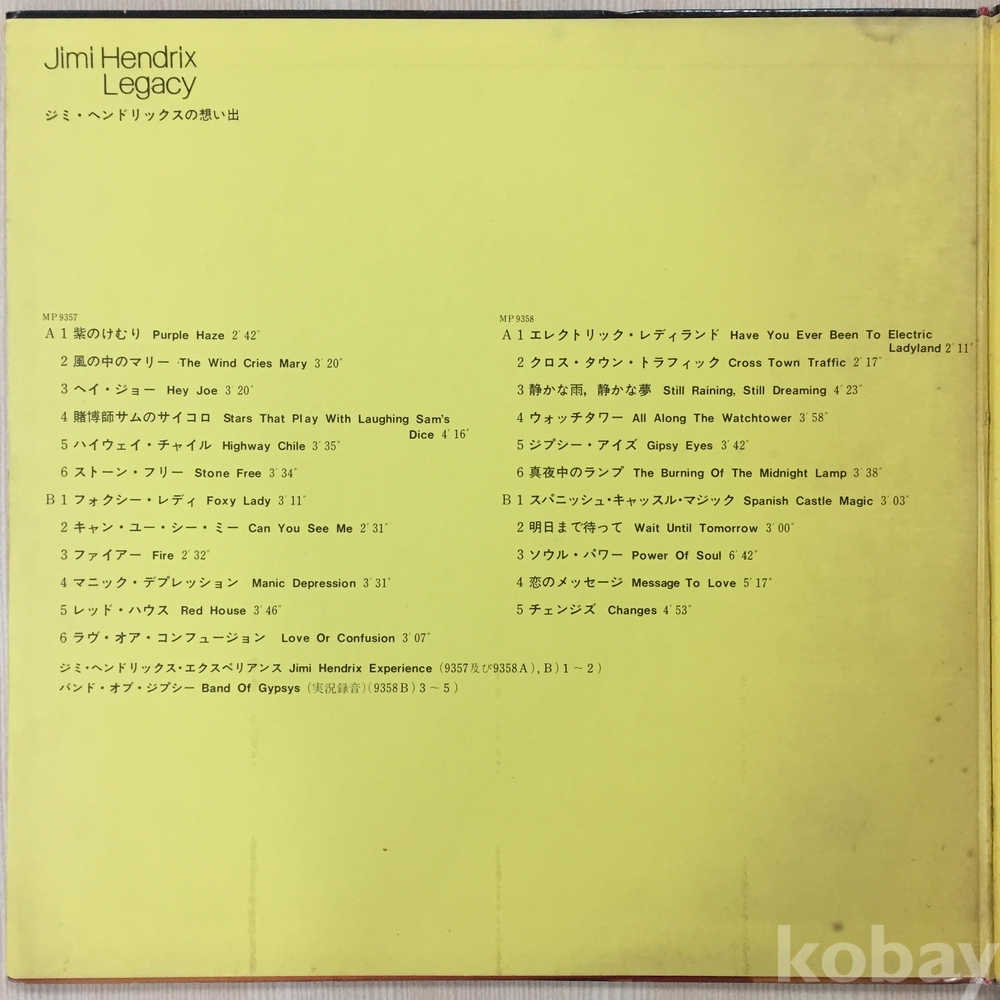 Jimi Hendrix
Legacy
ジミ・ヘンドリックスの想い出
MP 9357
A 1 紫のけむり Purple Haze 2′42″
2 風の中のマリー The Wind Cries Mary 3′20″
3 ヘイ・ジョー Hey Joe 3′20″
4 賭博師サムのサイコロ Stars That Play With Laughing Sam's
Dice 4′16″
5 ハイウェイ・チャイル Highway Chile 3′35″
6 ストーン・フリー Stone Free 3′34″
B 1 フォクシー・レディ Foxy Lady 3′11″
2 キャン・ユー・シー・ミー Can You See Me 2′31″
3 ファイアー Fire 2′32″
4 マニック・デプレッション Manic Depression 3′31″
5 レッド・ハウス Red House 3′46″
6 ラヴ・オア・コンフュージョン Love Or Confusion 3′07″
MP 9358
A 1 エレクトリック・レディランド Have You Ever Been To Electric
Ladyland 2′11″
2 クロス・タウン・トラフィック Cross Town Traffic 2′17″
3 静かな雨，静かな夢 Still Raining, Still Dreaming 4′23″
4 ウォッチタワー All Along The Watchtower 3′58″
5 ジプシー・アイズ Gipsy Eyes 3′42″
6 真夜中のランプ The Burning Of The Midnight Lamp 3′38″
B 1 スパニッシュ・キャッスル・マジック Spanish Castle Magic 3′03″
2 明日まで待って Wait Until Tomorrow 3′00″
3 ソウル・パワー Power Of Soul 6′42″
4 恋のメッセージ Message To Love 5′17″
5 チェンジズ Changes 4′53″
ジミ・ヘンドリックス・エクスペリアンス Jimi Hendrix Experience (9357及び9358A), B) 1～2)
バンド・オブ・ジプシー Band Of Gypsys (実況録音)(9358B) 3～5)
kobay